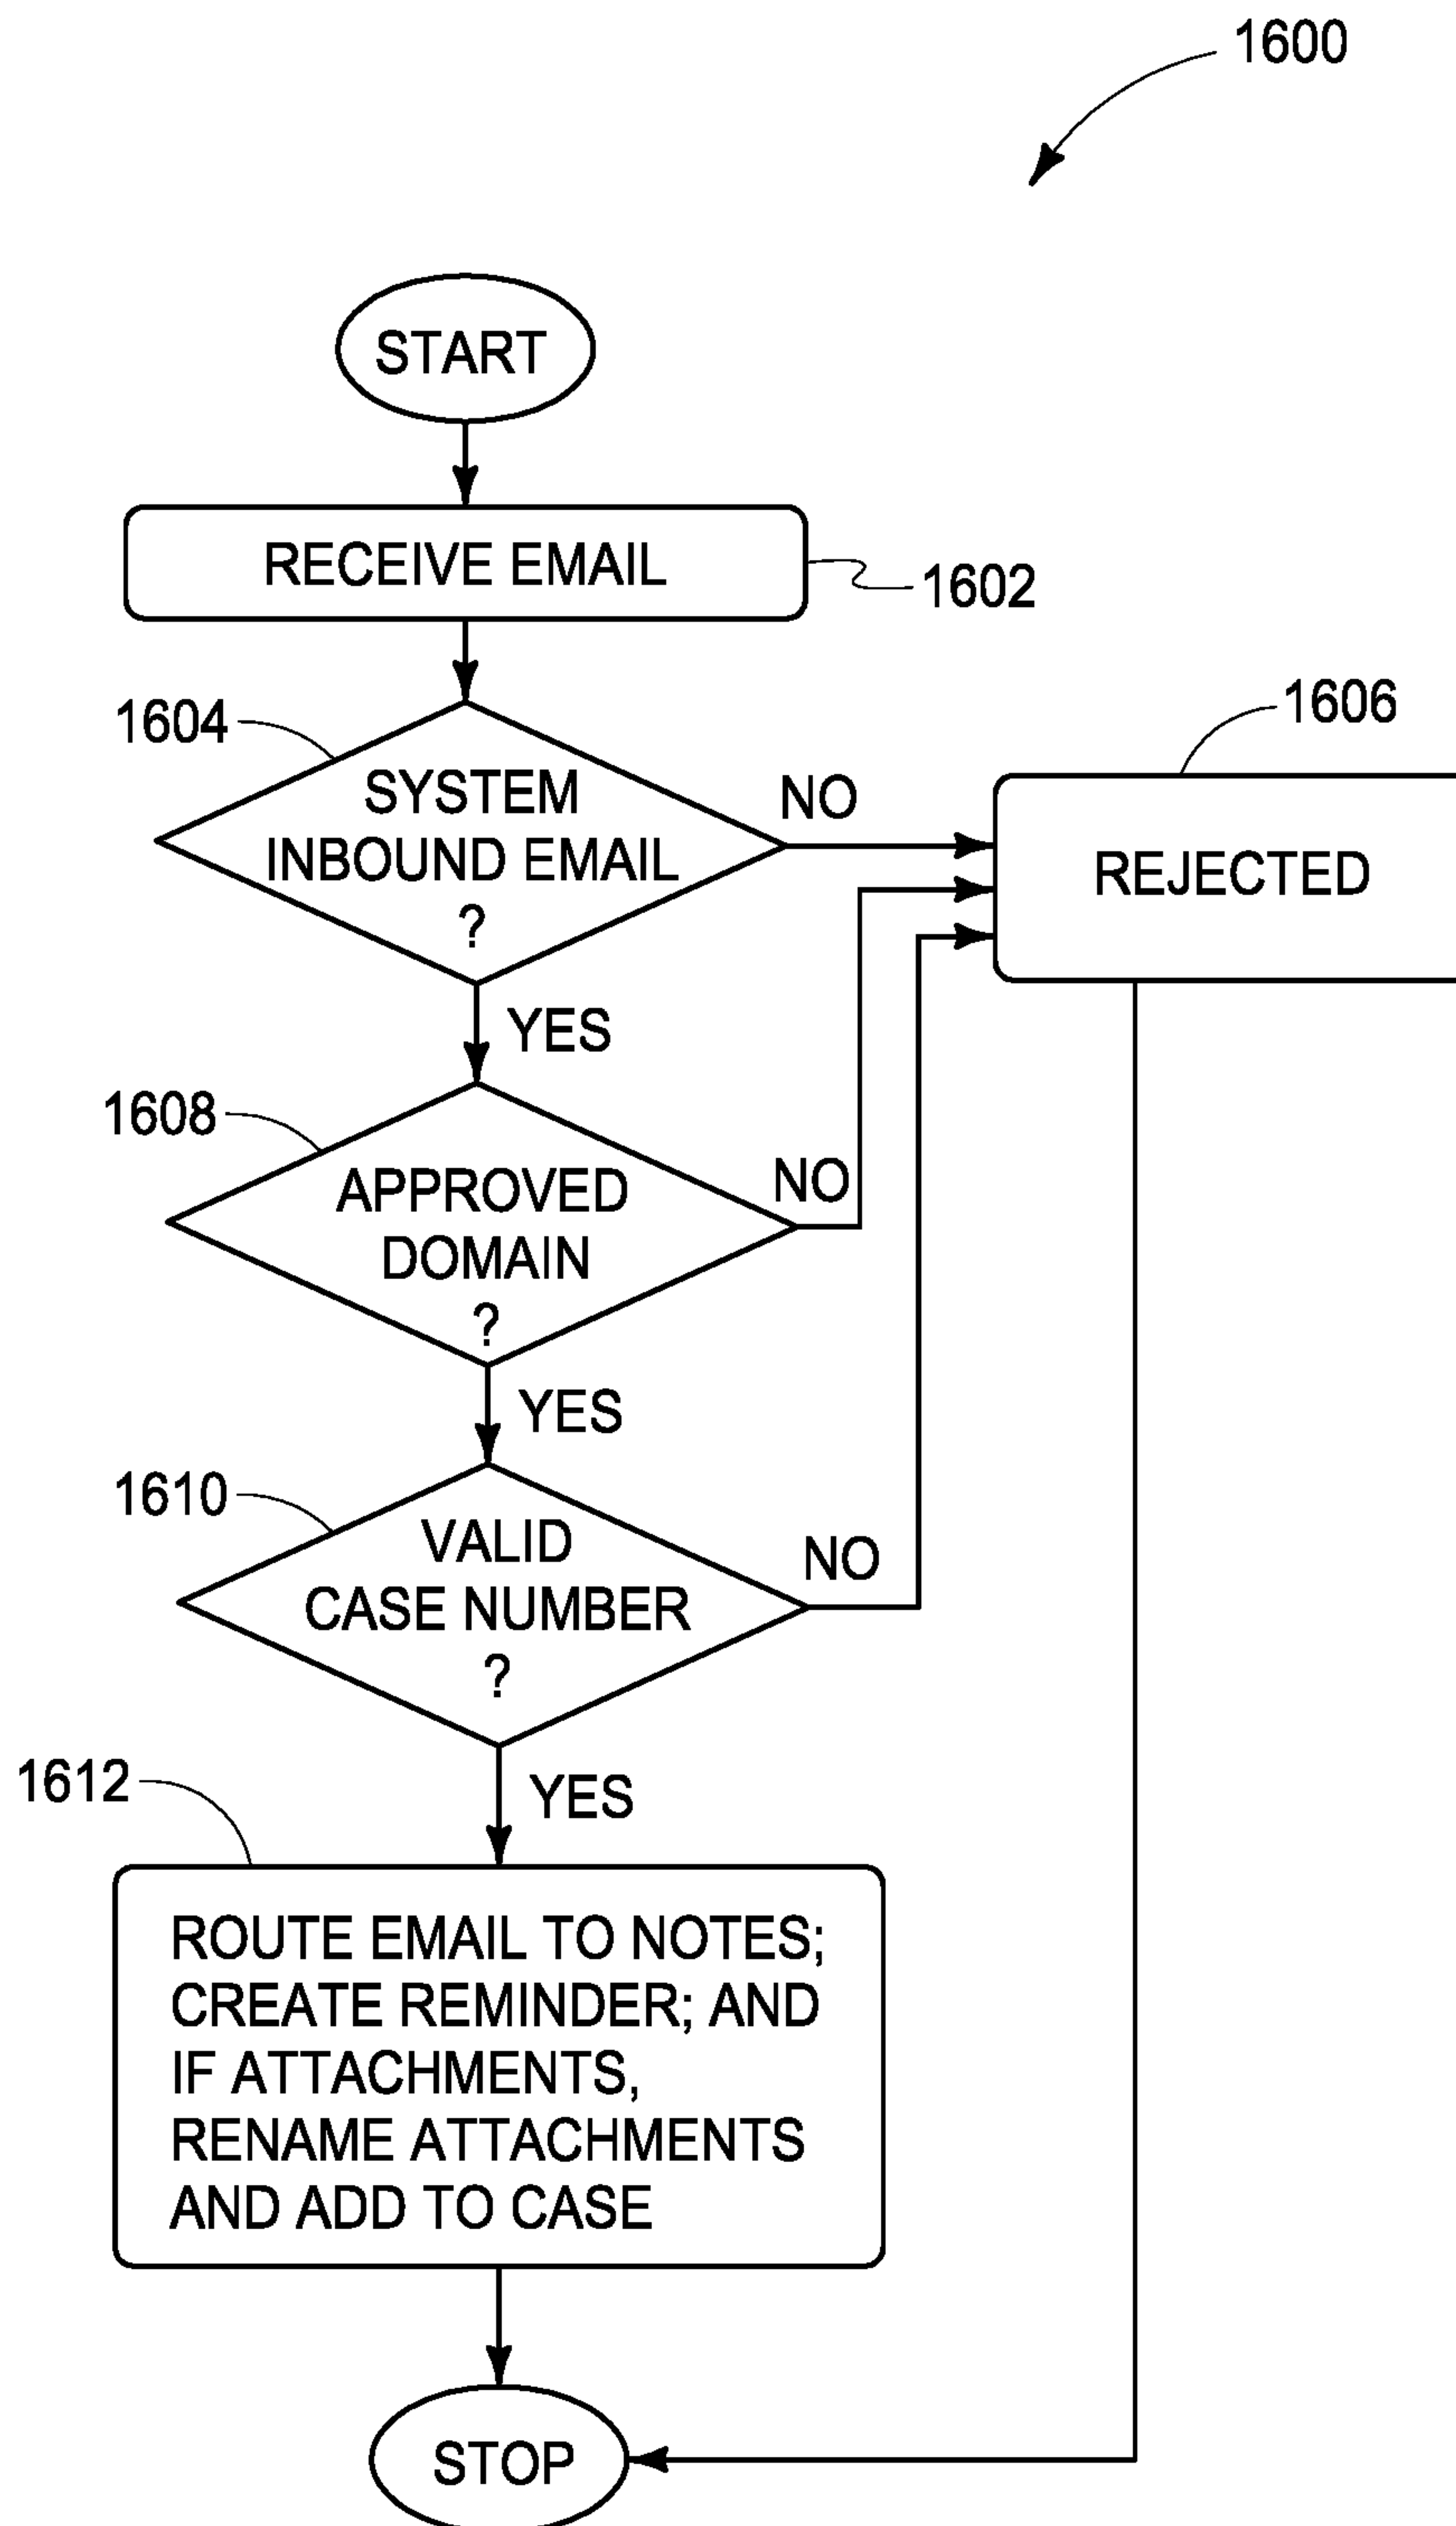 1600
START
RECEIVE EMAIL
1602
1604
SYSTEM
INBOUND EMAIL
?
NO
1606
REJECTED
YES
1608
APPROVED
DOMAIN
?
NO
YES
1610
VALID
CASE NUMBER
?
NO
YES
1612
ROUTE EMAIL TO NOTES;
CREATE REMINDER; AND
IF ATTACHMENTS,
RENAME ATTACHMENTS
AND ADD TO CASE
STOP